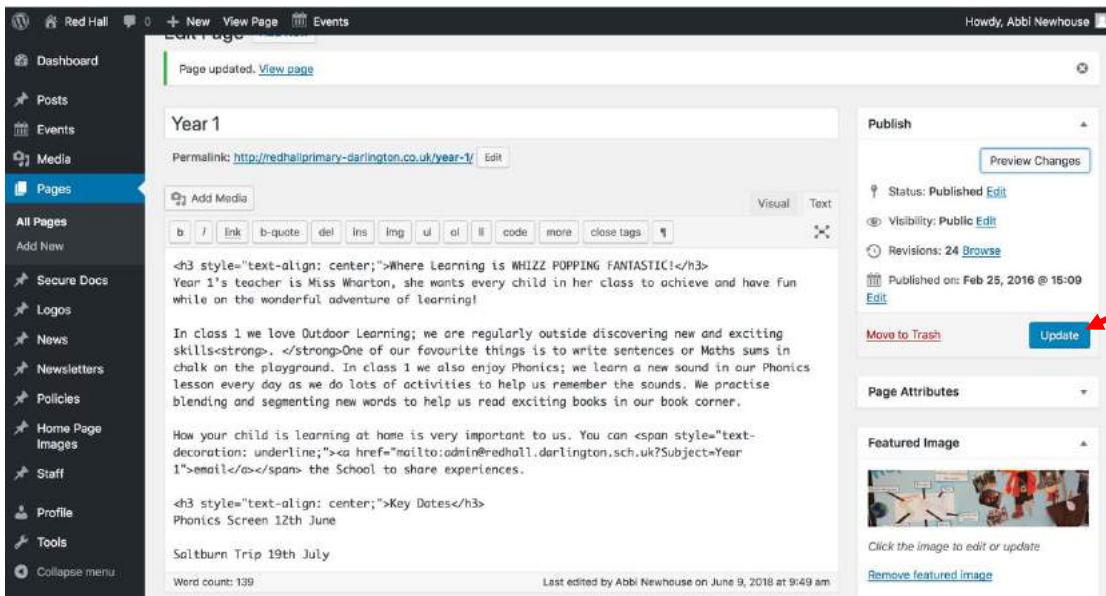 Red Hall 0 + New View Page Events Howdy, Abbi Newhouse
Edit Page Add New
Dashboard
Posts
Events
Media
Pages
All Pages
Add New
Secure Docs
Logos
News
Newsletters
Policies
Home Page
Images
Staff
Profile
Tools
Collapse menu
Page updated. View page
Year 1
Permalink: http://redhallprimary-darlington.co.uk/year-1/ Edit
Add Media
Visual Text
b i link b-quote del ins img ul ol li code more close tags ¶
<h3 style="text-align: center;">Where Learning is WHIZZ POPPING FANTASTIC!</h3>
Year 1's teacher is Miss Wharton, she wants every child in her class to achieve and have fun
while on the wonderful adventure of learning!
In class 1 we love Outdoor Learning; we are regularly outside discovering new and exciting
skills<strong>. </strong>One of our favourite things is to write sentences or Maths sums in
chalk on the playground. In class 1 we also enjoy Phonics; we learn a new sound in our Phonics
lesson every day as we do lots of activities to help us remember the sounds. We practise
blending and segmenting new words to help us read exciting books in our book corner.
How your child is learning at home is very important to us. You can <span style="text-
decoration: underline;"><a href="mailto:admin@redhall.darlington.sch.uk?Subject=Year
1">email</a></span> the School to share experiences.
<h3 style="text-align: center;">Key Dates</h3>
Phonics Screen 12th June
Saltburn Trip 19th July
Word count: 139 Last edited by Abbi Newhouse on June 9, 2018 at 9:49 am
Publish
Preview Changes
Status: Published Edit
Visibility: Public Edit
Revisions: 24 Browse
Published on: Feb 25, 2016 @ 15:09
Edit
Move to Trash Update
Page Attributes
Featured Image
Click the image to edit or update
Remove featured image